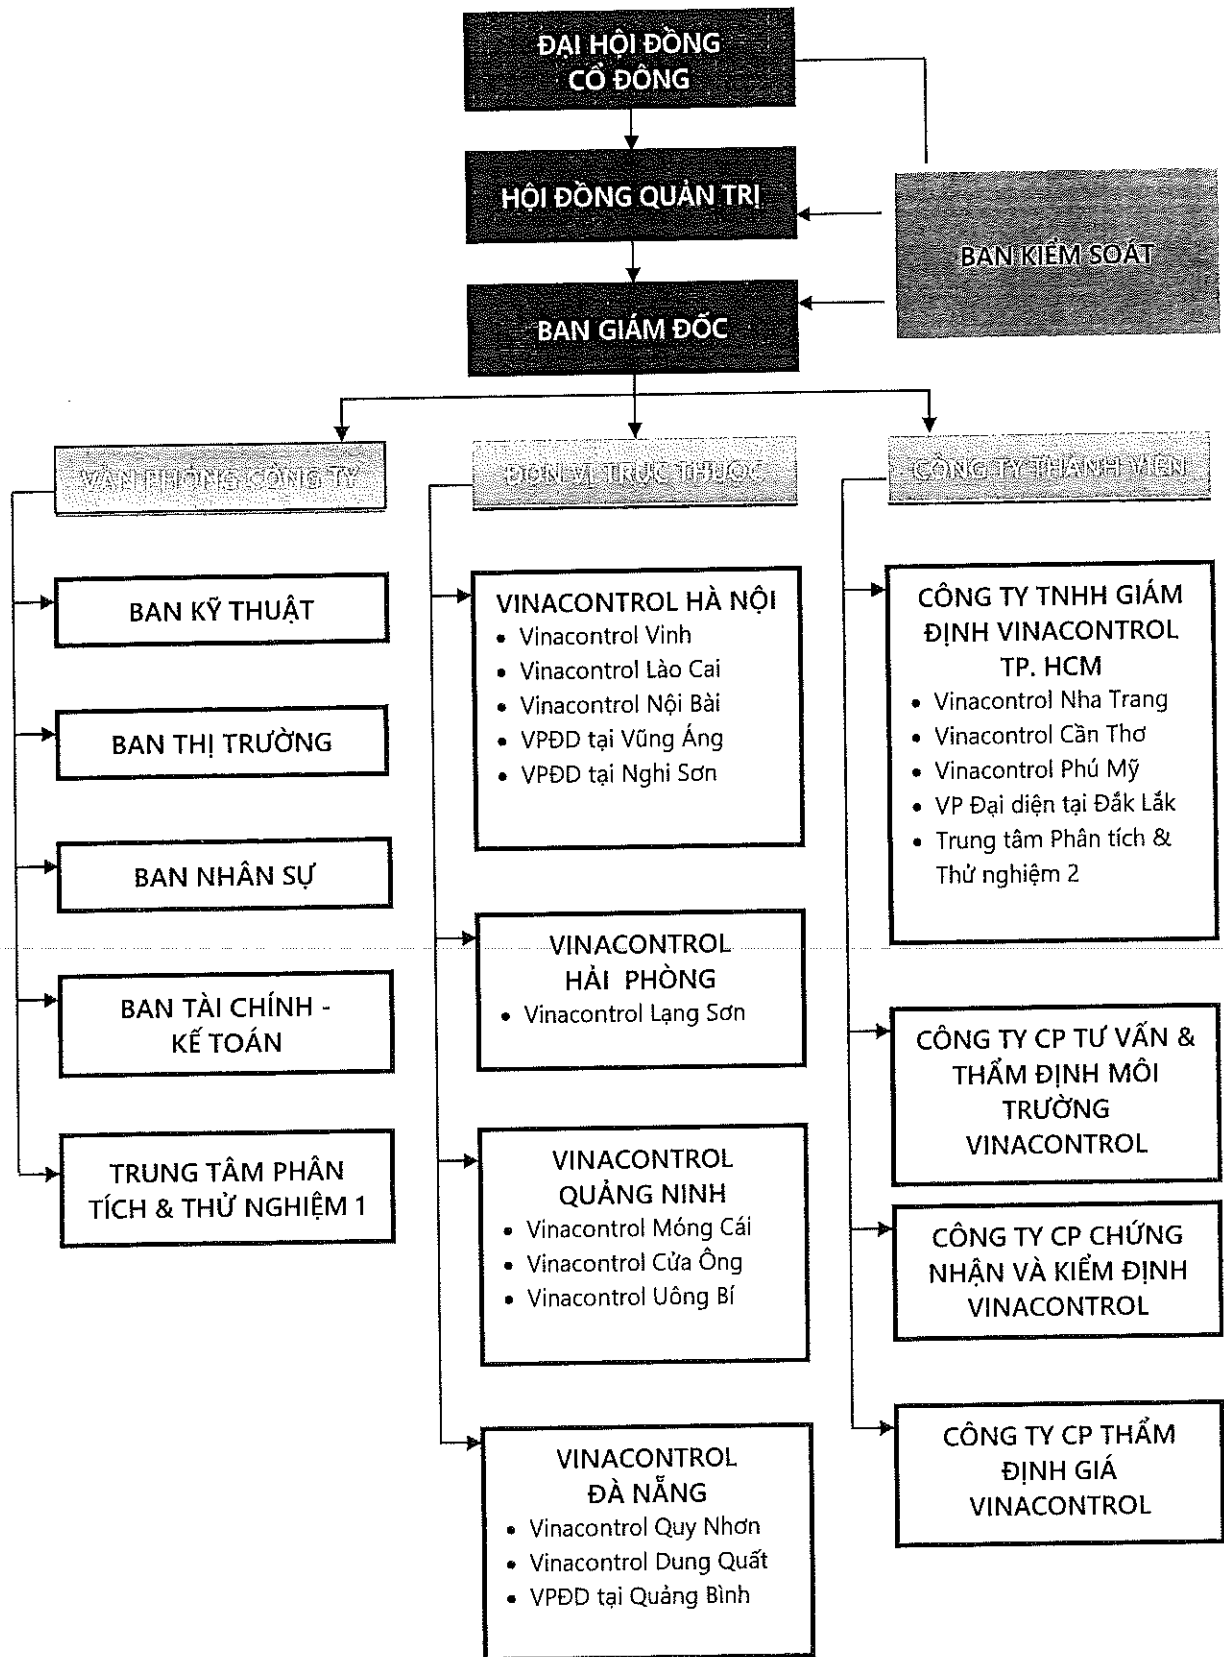 ĐẠI HỘI ĐỒNG
CỔ ĐÔNG
HỘI ĐỒNG QUẢN TRỊ
BAN KIỂM SOÁT
BAN GIÁM ĐỐC
VĂN PHÒNG CÔNG TY
ĐƠN VỊ TRỰC THUỘC
CÔNG TY THÀNH VIÊN
BAN KỸ THUẬT
BAN THỊ TRƯỜNG
BAN NHÂN SỰ
BAN TÀI CHÍNH -
KẾ TOÁN
TRUNG TÂM PHÂN
TÍCH & THỬ NGHIỆM 1
VINACONTROL HÀ NỘI
• Vinacontrol Vinh
• Vinacontrol Lào Cai
• Vinacontrol Nội Bài
• VPĐD tại Vũng Áng
• VPĐD tại Nghi Sơn
VINACONTROL
HẢI PHÒNG
• Vinacontrol Lạng Sơn
VINACONTROL
QUẢNG NINH
• Vinacontrol Móng Cái
• Vinacontrol Cửa Ông
• Vinacontrol Uông Bí
VINACONTROL
ĐÀ NẴNG
• Vinacontrol Quy Nhơn
• Vinacontrol Dung Quất
• VPĐD tại Quảng Bình
CÔNG TY TNHH GIÁM
ĐỊNH VINACONTROL
TP. HCM
• Vinacontrol Nha Trang
• Vinacontrol Cần Thơ
• Vinacontrol Phú Mỹ
• VP Đại diện tại Đắk Lắk
• Trung tâm Phân tích &
Thử nghiệm 2
CÔNG TY CP TƯ VẤN &
THẨM ĐỊNH MÔI
TRƯỜNG
VINACONTROL
CÔNG TY CP CHỨNG
NHẬN VÀ KIỂM ĐỊNH
VINACONTROL
CÔNG TY CP THẨM
ĐỊNH GIÁ
VINACONTROL